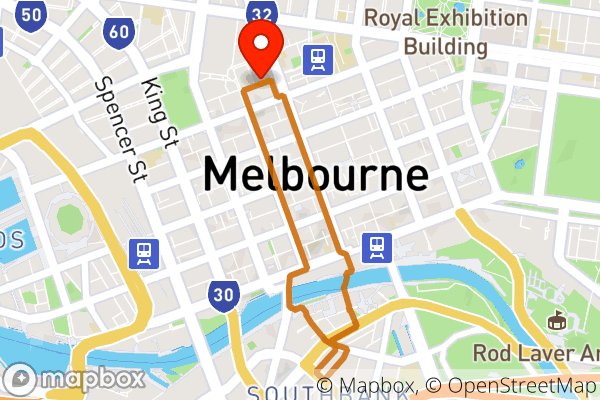 50
32
60
Royal Exhibition
Building
King St
Spencer St
Melbourne
OS
30
Rod Laver Ar
SOUTHBANK
mapbox
© Mapbox, © OpenStreetMap